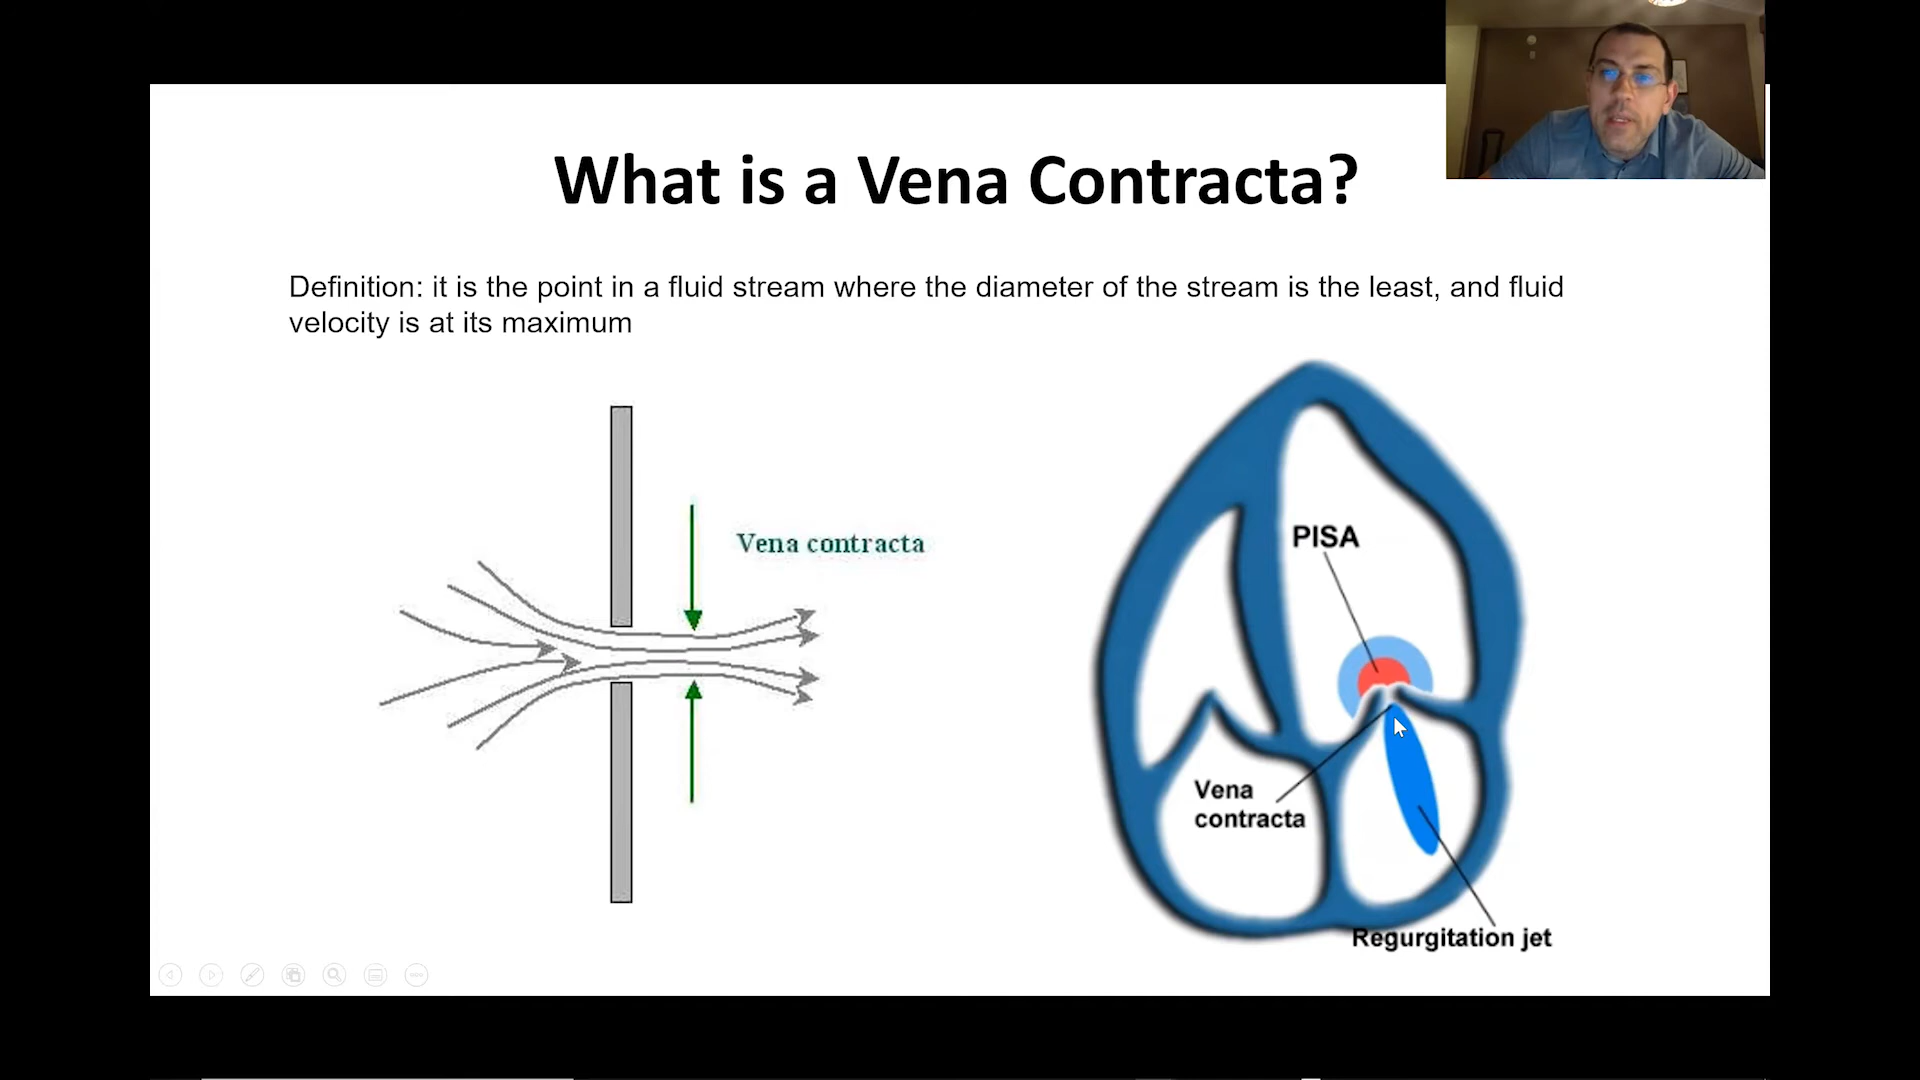 What is a Vena Contracta?
Definition: it is the point in a fluid stream where the diameter of the stream is the least, and fluid
velocity is at its maximum
Vena contracta
PISA
Vena
contracta
Regurgitation jet